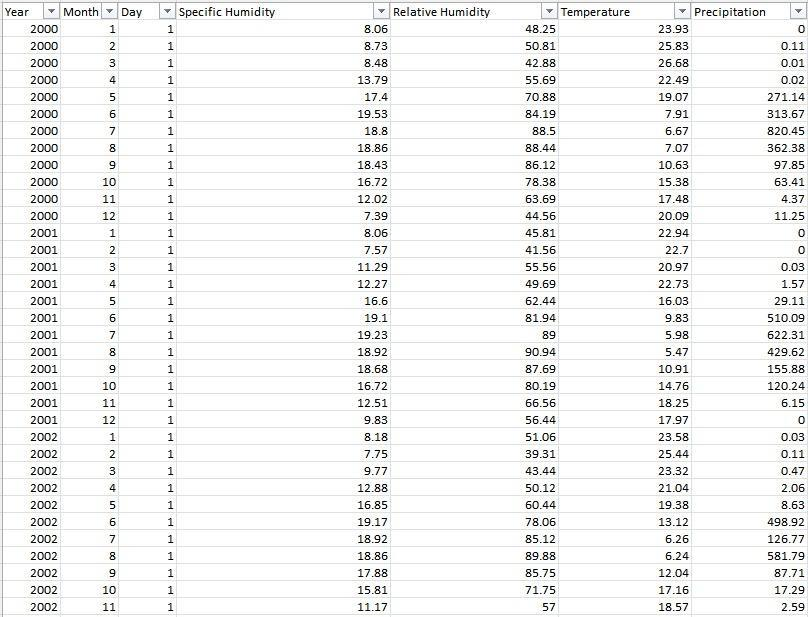 Year Month Day Specific Humidity Relative Humidity Temperature Precipitation
2000 1 1 8.06 48.25 23.93 0
2000 2 1 8.73 50.81 25.83 0.11
2000 3 1 8.48 42.88 26.68 0.01
2000 4 1 13.79 55.69 22.49 0.02
2000 5 1 17.4 70.88 19.07 271.14
2000 6 1 19.53 84.19 7.91 313.67
2000 7 1 18.8 88.5 6.67 820.45
2000 8 1 18.86 88.44 7.07 362.38
2000 9 1 18.43 86.12 10.63 97.85
2000 10 1 16.72 78.38 15.38 63.41
2000 11 1 12.02 63.69 17.48 4.37
2000 12 1 7.39 44.56 20.09 11.25
2001 1 1 8.06 45.81 22.94 0
2001 2 1 7.57 41.56 22.7 0
2001 3 1 11.29 55.56 20.97 0.03
2001 4 1 12.27 49.69 22.73 1.57
2001 5 1 16.6 62.44 16.03 29.11
2001 6 1 19.1 81.94 9.83 510.09
2001 7 1 19.23 89 5.98 622.31
2001 8 1 18.92 90.94 5.47 429.62
2001 9 1 18.68 87.69 10.91 155.88
2001 10 1 16.72 80.19 14.76 120.24
2001 11 1 12.51 66.56 18.25 6.15
2001 12 1 9.83 56.44 17.97 0
2002 1 1 8.18 51.06 23.58 0.03
2002 2 1 7.75 39.31 25.44 0.11
2002 3 1 9.77 43.44 23.32 0.47
2002 4 1 12.88 50.12 21.04 2.06
2002 5 1 16.85 60.44 19.38 8.63
2002 6 1 19.17 78.06 13.12 498.92
2002 7 1 18.92 85.12 6.26 126.77
2002 8 1 18.86 89.88 6.24 581.79
2002 9 1 17.88 85.75 12.04 87.71
2002 10 1 15.81 71.75 17.16 17.29
2002 11 1 11.17 57 18.57 2.59